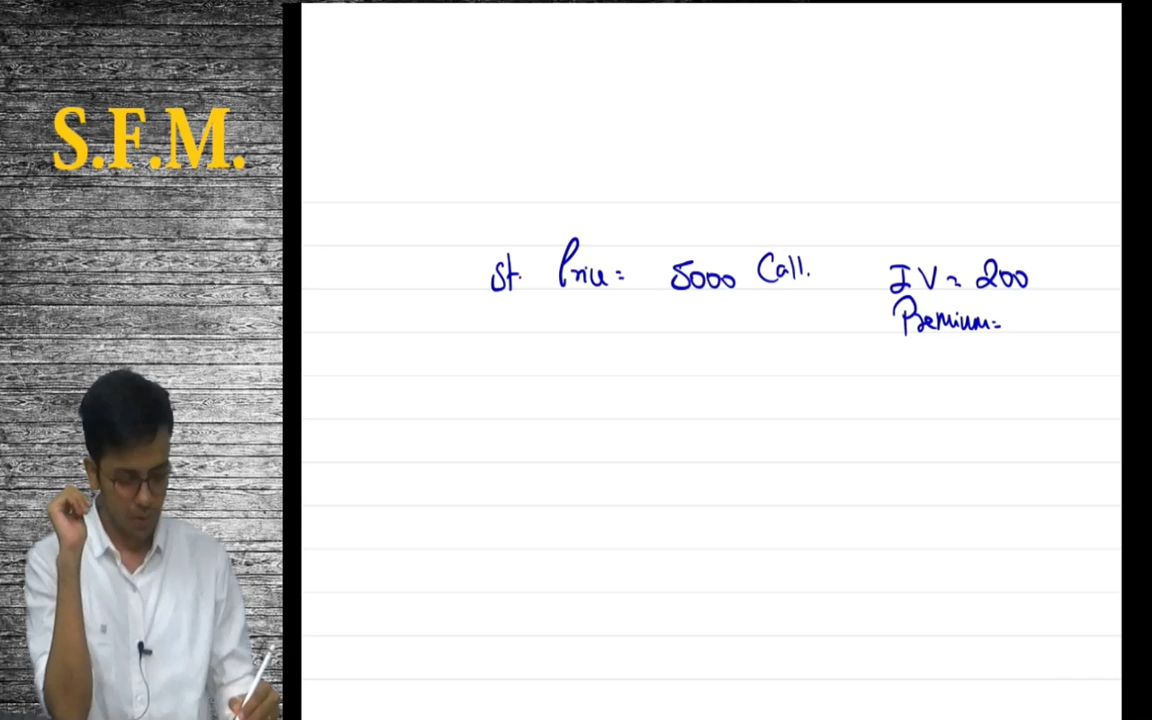 S.F.M.
St. Price = 5000 Call. IV = 200
Premium =